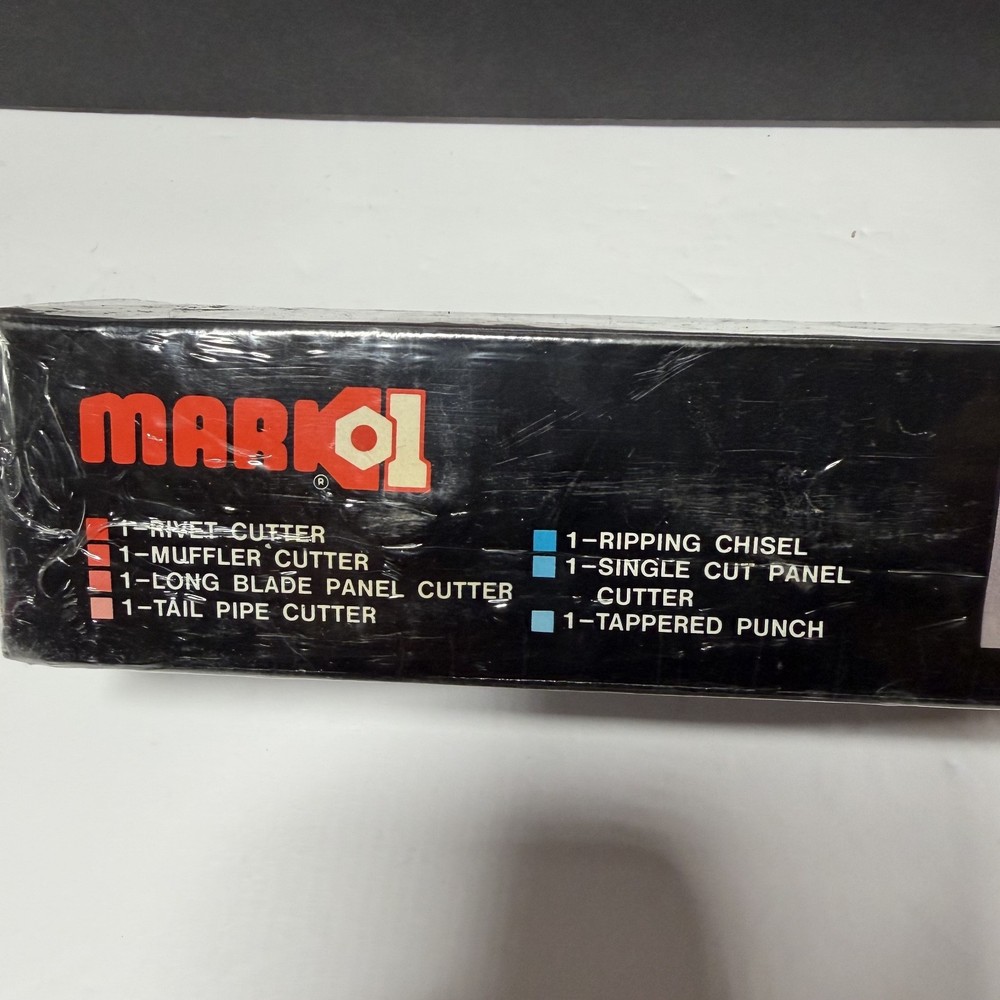 MARK 1
®
1-RIVET CUTTER
1-MUFFLER CUTTER
1-LONG BLADE PANEL CUTTER
1-TAIL PIPE CUTTER
1-RIPPING CHISEL
1-SINGLE CUT PANEL
CUTTER
1-TAPPERED PUNCH